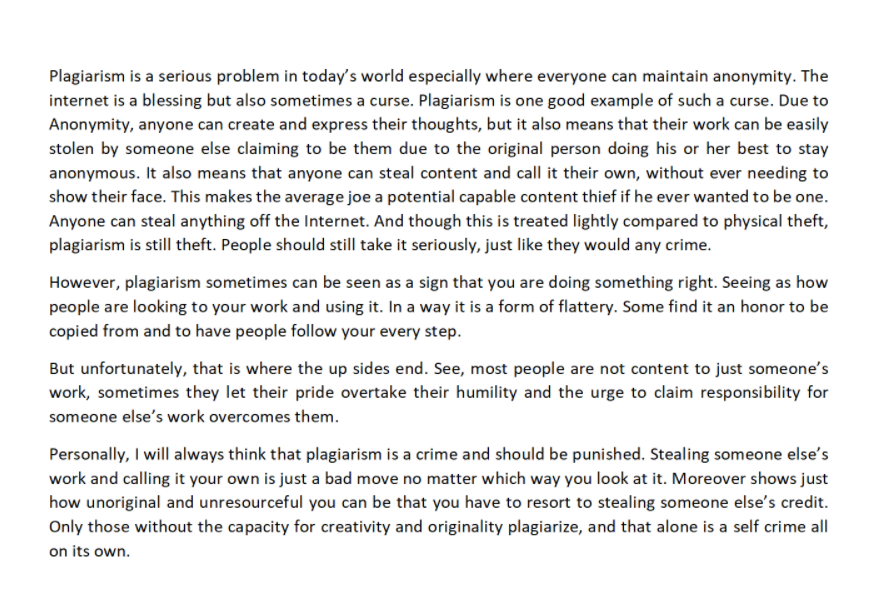 Plagiarism is a serious problem in today's world especially where everyone can maintain anonymity. The
internet is a blessing but also sometimes a curse. Plagiarism is one good example of such a curse. Due to
Anonymity, anyone can create and express their thoughts, but it also means that their work can be easily
stolen by someone else claiming to be them due to the original person doing his or her best to stay
anonymous. It also means that anyone can steal content and call it their own, without ever needing to
show their face. This makes the average joe a potential capable content thief if he ever wanted to be one.
Anyone can steal anything off the Internet. And though this is treated lightly compared to physical theft,
plagiarism is still theft. People should still take it seriously, just like they would any crime.
However, plagiarism sometimes can be seen as a sign that you are doing something right. Seeing as how
people are looking to your work and using it. In a way it is a form of flattery. Some find it an honor to be
copied from and to have people follow your every step.
But unfortunately, that is where the up sides end. See, most people are not content to just someone's
work, sometimes they let their pride overtake their humility and the urge to claim responsibility for
someone else's work overcomes them.
Personally, I will always think that plagiarism is a crime and should be punished. Stealing someone else's
work and calling it your own is just a bad move no matter which way you look at it. Moreover shows just
how unoriginal and unresourceful you can be that you have to resort to stealing someone else's credit.
Only those without the capacity for creativity and originality plagiarize, and that alone is a self crime all
on its own.